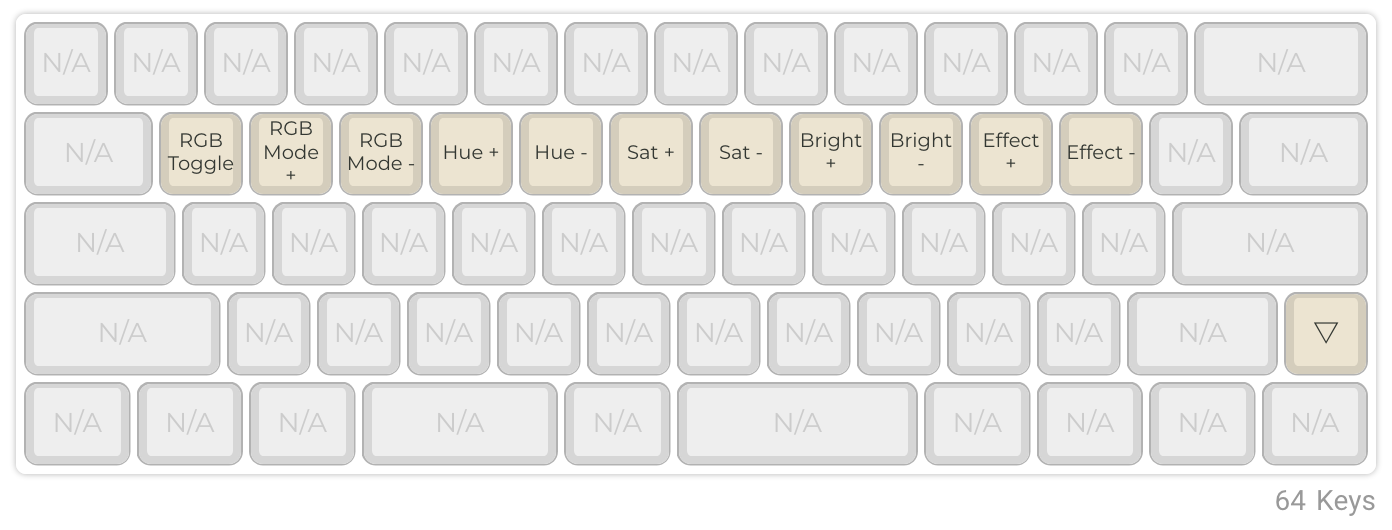 N/A N/A N/A N/A N/A N/A N/A N/A N/A N/A N/A N/A N/A N/A
N/A RGB Toggle RGB Mode + RGB Mode - Hue + Hue - Sat + Sat - Bright + Bright - Effect + Effect - N/A N/A
N/A N/A N/A N/A N/A N/A N/A N/A N/A N/A N/A N/A N/A
N/A N/A N/A N/A N/A N/A N/A N/A N/A N/A N/A N/A ▽
N/A N/A N/A N/A N/A N/A N/A N/A N/A N/A
64 Keys